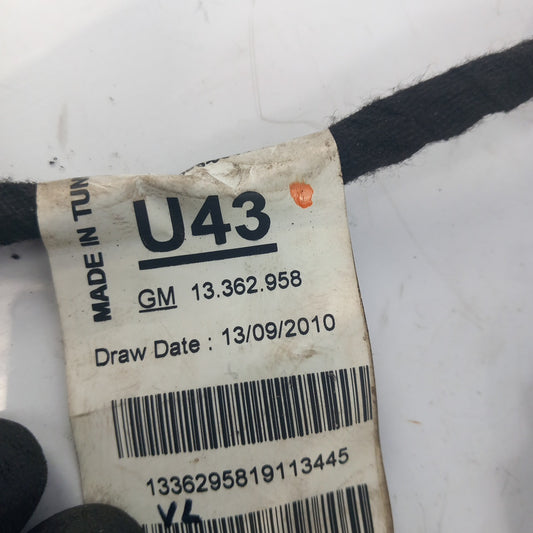 MADE IN TUN
U43
GM 13.362.958
Draw Date : 13/09/2010
1336295819113445